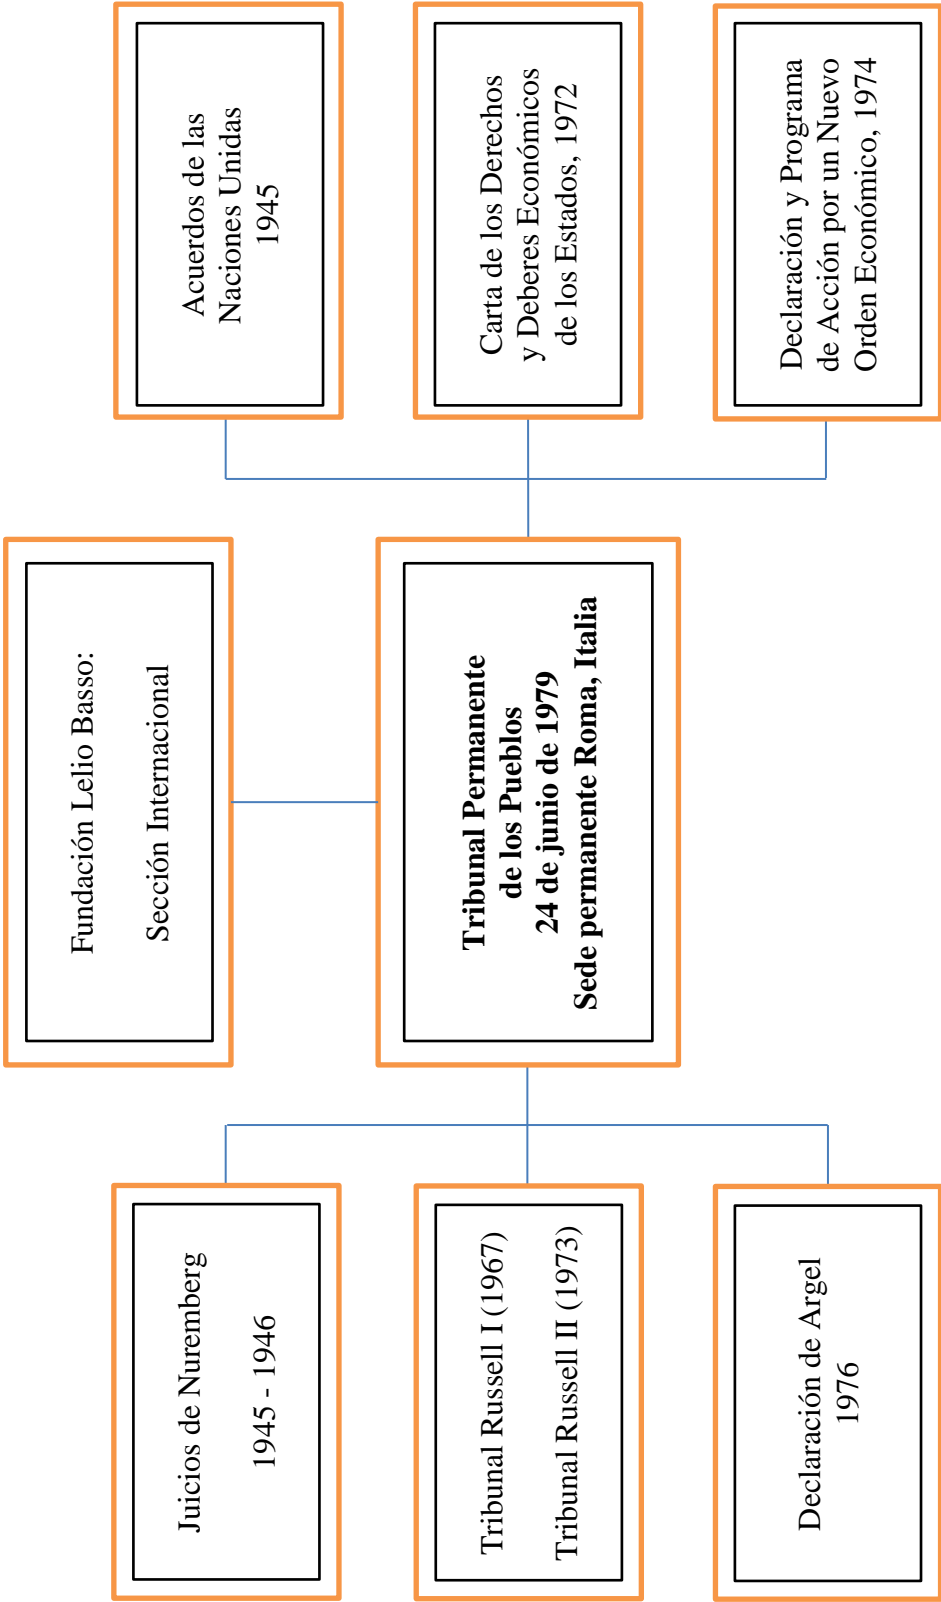 Fundación Lelio Basso:
Sección Internacional
Juicios de Nuremberg
1945 - 1946
Tribunal Russell I (1967)
Tribunal Russell II (1973)
Declaración de Argel
1976
Tribunal Permanente
de los Pueblos
24 de junio de 1979
Sede permanente Roma, Italia
Acuerdos de las
Naciones Unidas
1945
Carta de los Derechos
y Deberes Económicos
de los Estados, 1972
Declaración y Programa
de Acción por un Nuevo
Orden Económico, 1974